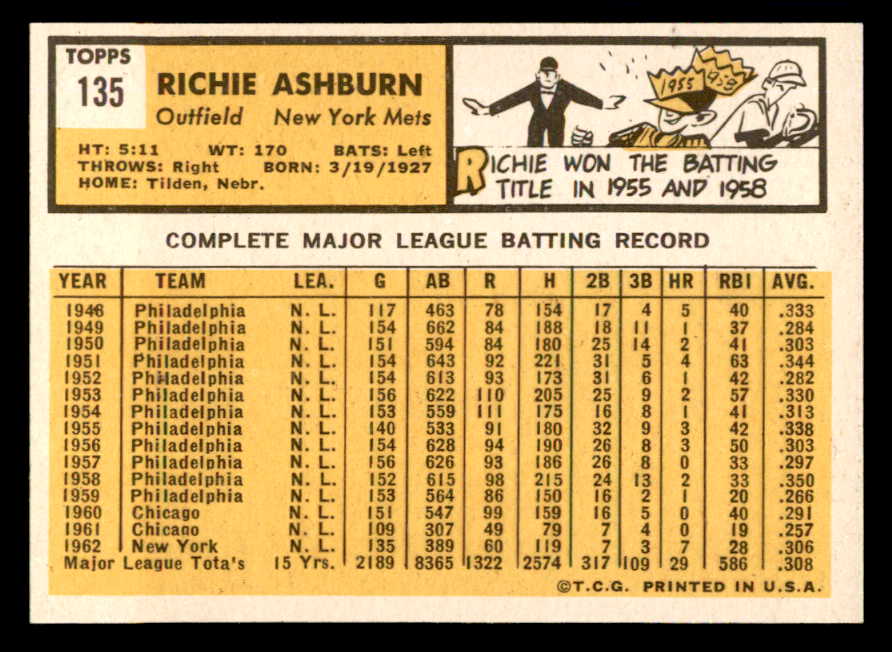 TOPPS
135
RICHIE ASHBURN
Outfield New York Mets
HT: 5:11 WT: 170 BATS: Left
THROWS: Right BORN: 3/19/1927
HOME: Tilden, Nebr.
1955 1958
RICHIE WON THE BATTING
TITLE IN 1955 AND 1958
COMPLETE MAJOR LEAGUE BATTING RECORD
YEAR TEAM LEA. G AB R H 2B 3B HR RBI AVG.
1948 Philadelphia N. L. 117 463 78 154 17 4 5 40 .333
1949 Philadelphia N. L. 154 662 84 188 18 11 1 37 .284
1950 Philadelphia N. L. 151 594 84 180 25 14 2 41 .303
1951 Philadelphia N. L. 154 643 92 221 31 5 4 63 .344
1952 Philadelphia N. L. 154 613 93 173 31 6 1 42 .282
1953 Philadelphia N. L. 156 622 110 205 25 9 2 57 .330
1954 Philadelphia N. L. 153 559 111 175 16 8 1 41 .313
1955 Philadelphia N. L. 140 533 91 180 32 9 3 42 .338
1956 Philadelphia N. L. 154 628 94 190 26 8 3 50 .303
1957 Philadelphia N. L. 156 626 93 186 26 8 0 33 .297
1958 Philadelphia N. L. 152 615 98 215 24 13 2 33 .350
1959 Philadelphia N. L. 153 564 86 150 16 2 1 20 .266
1960 Chicago N. L. 151 547 99 159 16 5 0 40 .291
1961 Chicago N. L. 109 307 49 79 7 4 0 19 .257
1962 New York N. L. 135 389 60 119 7 3 7 28 .306
Major League Tota's 15 Yrs. 2189 8365 1322 2574 317 109 29 586 .308
©T.C.G. PRINTED IN U.S.A.